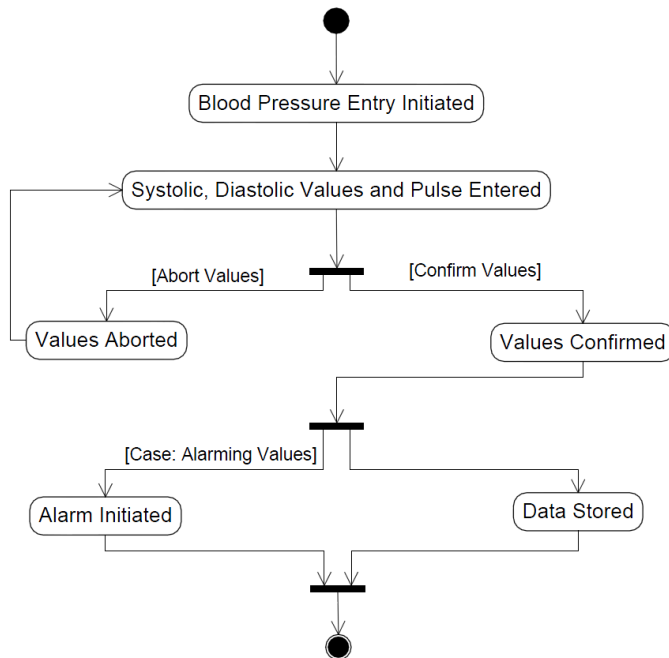 Blood Pressure Entry Initiated
Systolic, Diastolic Values and Pulse Entered
[Abort Values]
[Confirm Values]
Values Aborted
Values Confirmed
[Case: Alarming Values]
Alarm Initiated
Data Stored